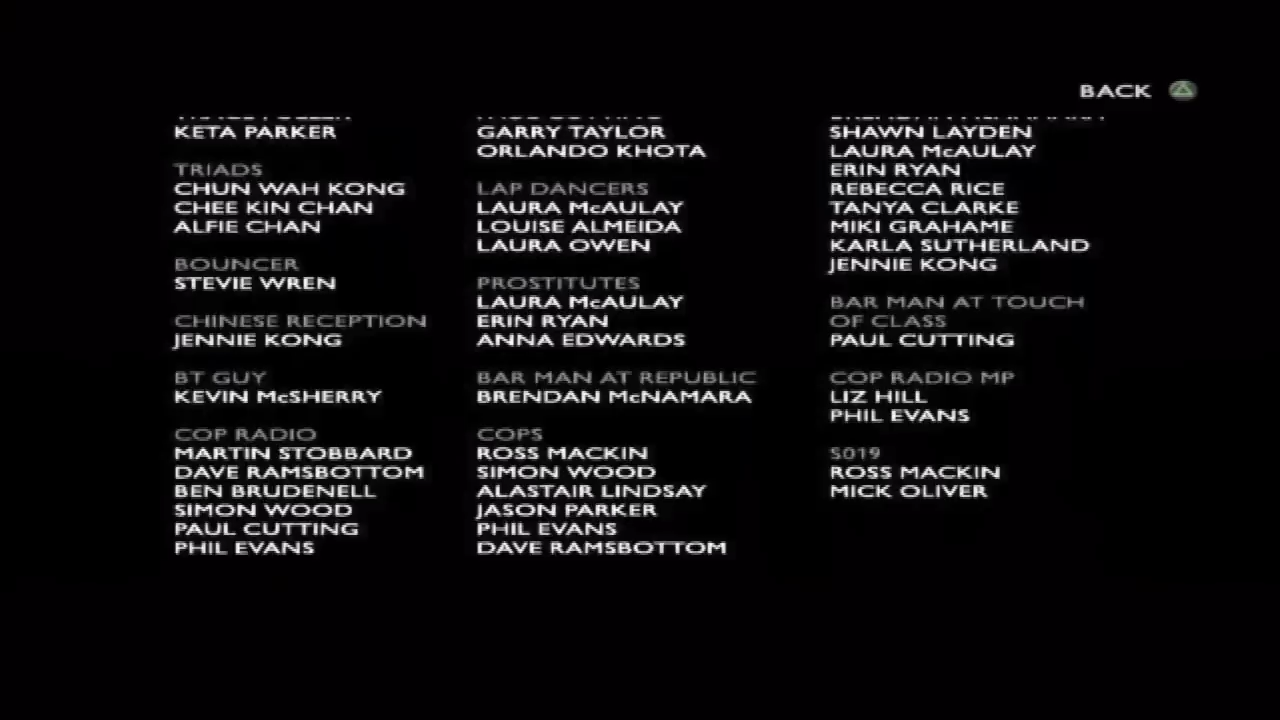 BACK
KETA PARKER
TRIADS
CHUN WAH KONG
CHEE KIN CHAN
ALFIE CHAN
BOUNCER
STEVIE WREN
CHINESE RECEPTION
JENNIE KONG
BT GUY
KEVIN McSHERRY
COP RADIO
MARTIN STOBBARD
DAVE RAMSBOTTOM
BEN BRUDENELL
SIMON WOOD
PAUL CUTTING
PHIL EVANS
GARRY TAYLOR
ORLANDO KHOTA
LAP DANCERS
LAURA McAULAY
LOUISE ALMEIDA
LAURA OWEN
PROSTITUTES
LAURA McAULAY
ERIN RYAN
ANNA EDWARDS
BAR MAN AT REPUBLIC
BRENDAN McNAMARA
COPS
ROSS MACKIN
SIMON WOOD
ALASTAIR LINDSAY
JASON PARKER
PHIL EVANS
DAVE RAMSBOTTOM
SHAWN LAYDEN
LAURA McAULAY
ERIN RYAN
REBECCA RICE
TANYA CLARKE
MIKI GRAHAME
KARLA SUTHERLAND
JENNIE KONG
BAR MAN AT TOUCH
OF CLASS
PAUL CUTTING
COP RADIO MP
LIZ HILL
PHIL EVANS
S019
ROSS MACKIN
MICK OLIVER